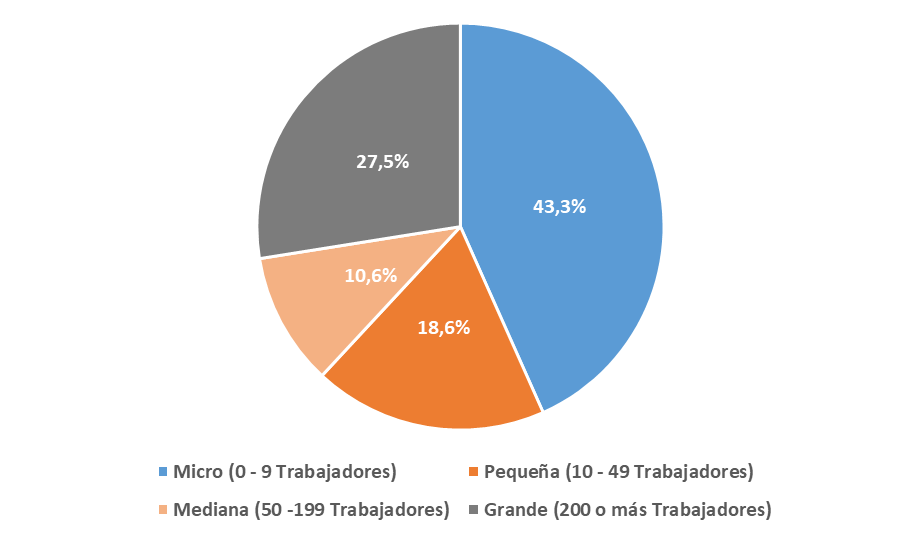 27,5%
43,3%
10,6%
18,6%
Micro (0 - 9 Trabajadores)
Pequeña (10 - 49 Trabajadores)
Mediana (50 -199 Trabajadores)
Grande (200 o más Trabajadores)